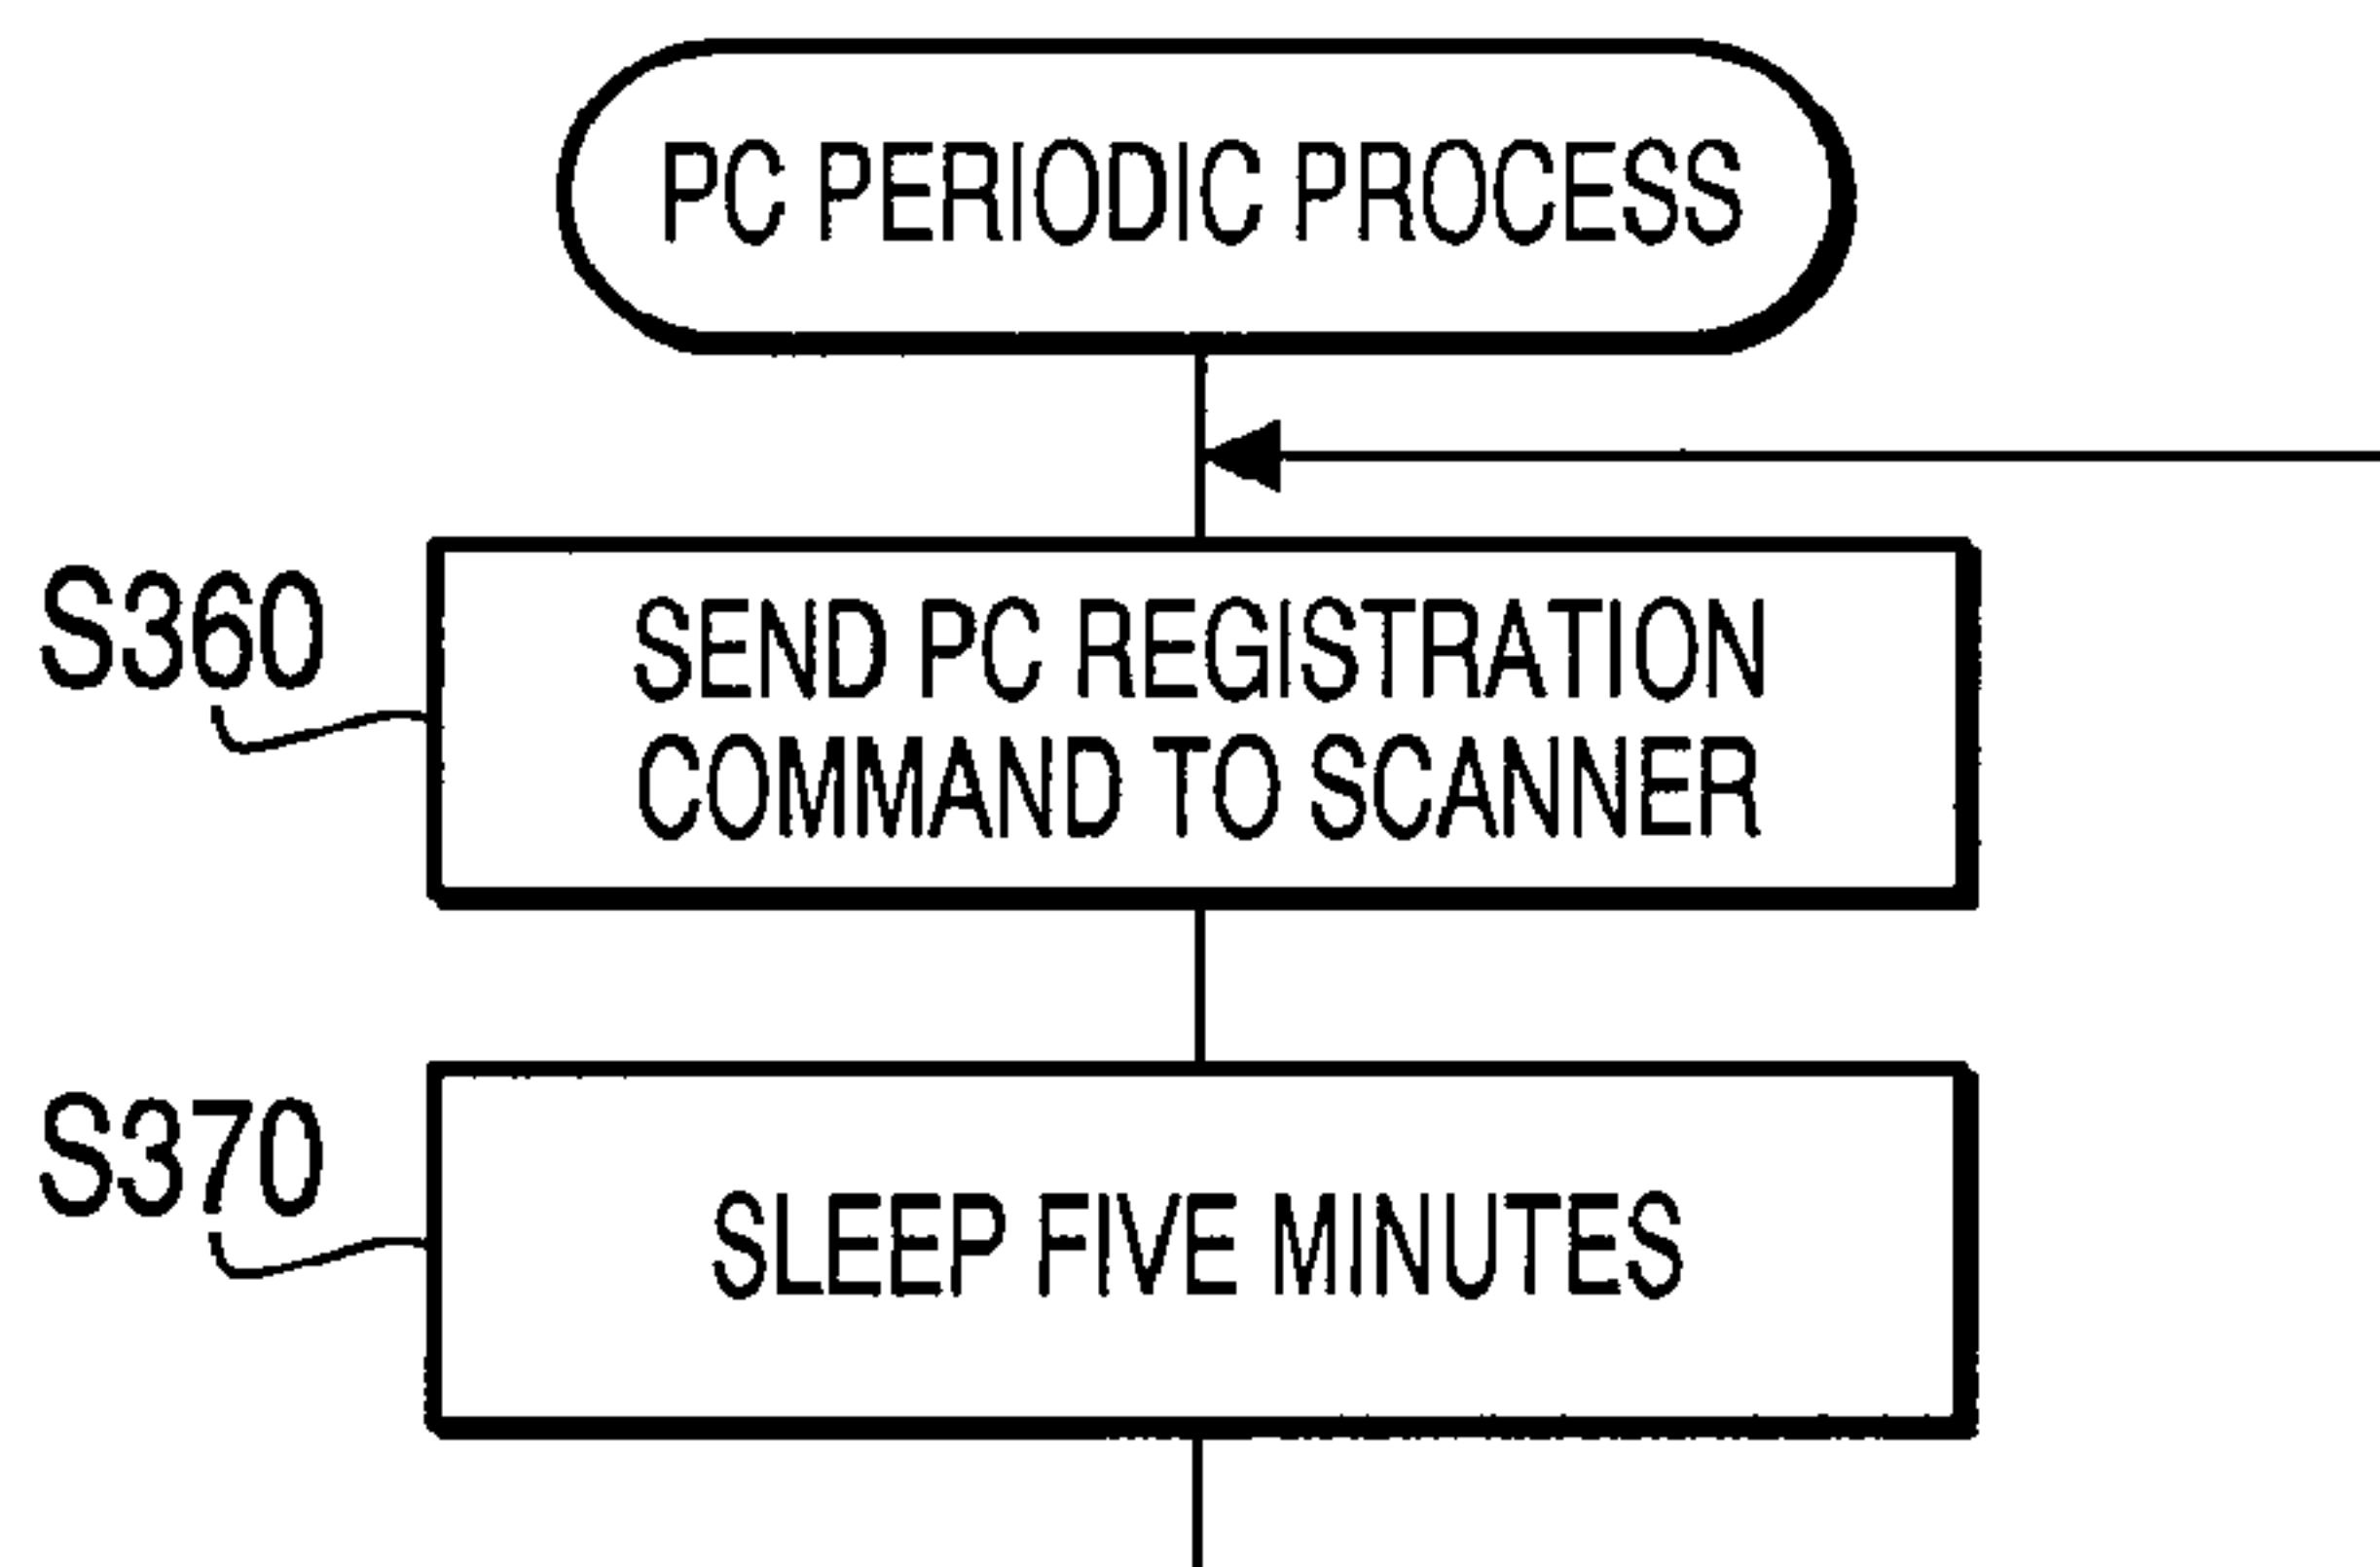 PC PERIODIC PROCESS
S360
SEND PC REGISTRATION
COMMAND TO SCANNER
S370
SLEEP FIVE MINUTES